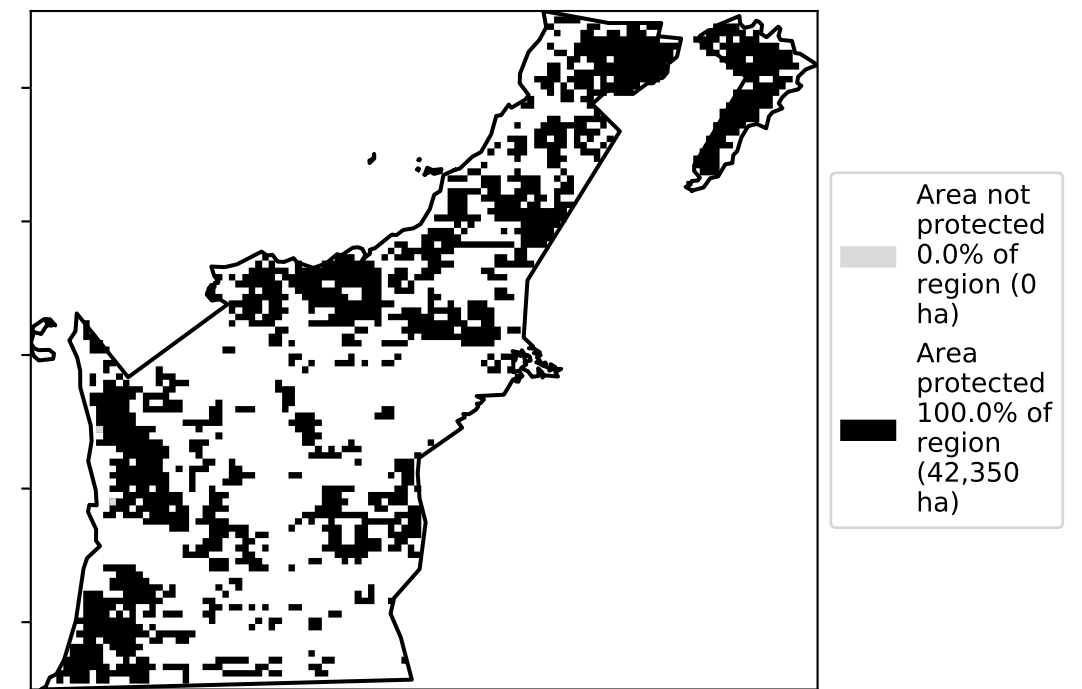 Area not
protected
0.0% of
region (0
ha)
Area
protected
100.0% of
region
(42,350
ha)